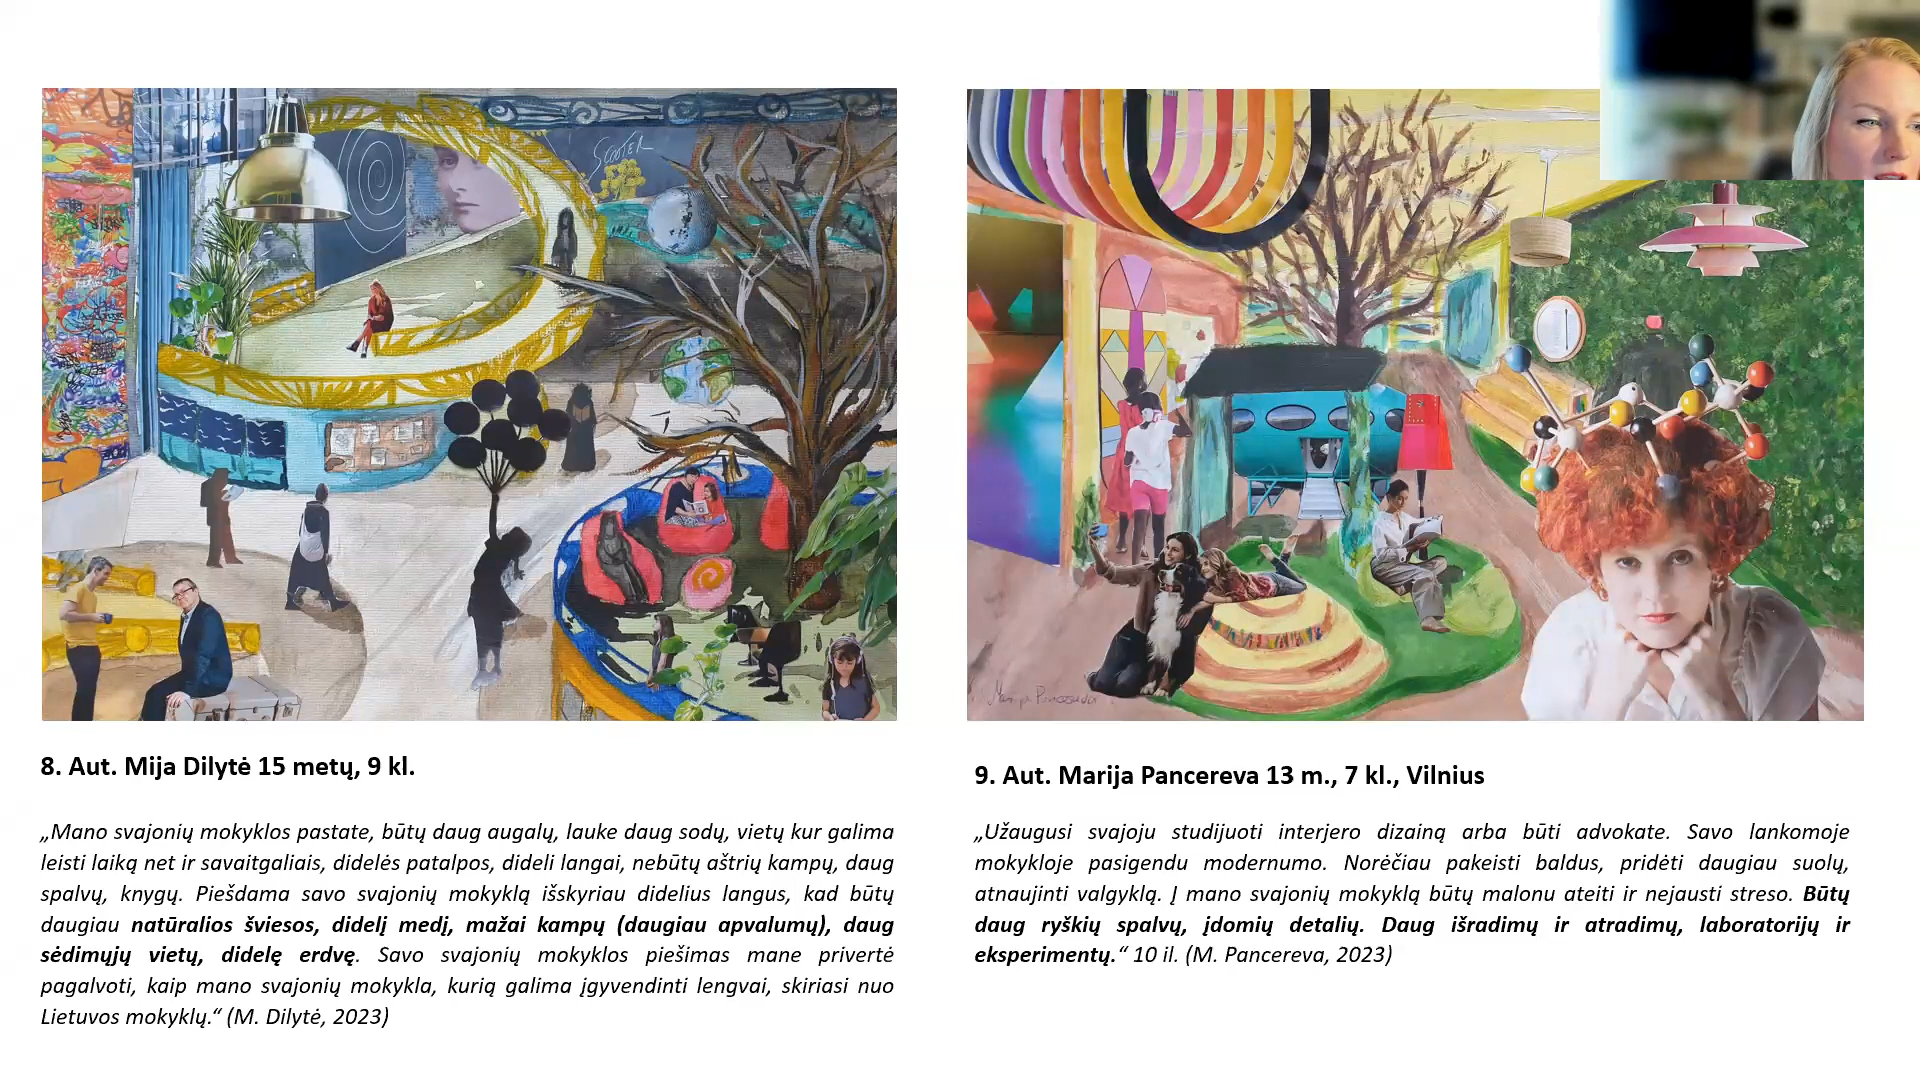 SCOOTER
8. Aut. Mija Dilytė 15 metų, 9 kl.
„Mano svajonių mokyklos pastate, būtų daug augalų, lauke daug sodų, vietų kur galima
leisti laiką net ir savaitgaliais, didelės patalpos, dideli langai, nebūtų aštrių kampų, daug
spalvų, knygų. Piešdama savo svajonių mokyklą išskyriau didelius langus, kad būtų
daugiau natūralios šviesos, didelį medį, mažai kampų (daugiau apvalumų), daug
sėdimųjų vietų, didelę erdvę. Savo svajonių mokyklos piešimas mane privertė
pagalvoti, kaip mano svajonių mokykla, kurią galima įgyvendinti lengvai, skiriasi nuo
Lietuvos mokyklų.“ (M. Dilytė, 2023)
9. Aut. Marija Pancereva 13 m., 7 kl., Vilnius
„Užaugusi svajoju studijuoti interjero dizainą arba būti advokate. Savo lankomoje
mokykloje pasigendu modernumo. Norėčiau pakeisti baldus, pridėti daugiau suolų,
atnaujinti valgyklą. Į mano svajonių mokyklą būtų malonu ateiti ir nejausti streso. Būtų
daug ryškių spalvų, įdomių detalių. Daug išradimų ir atradimų, laboratorijų ir
eksperimentų.“ 10 il. (M. Pancereva, 2023)